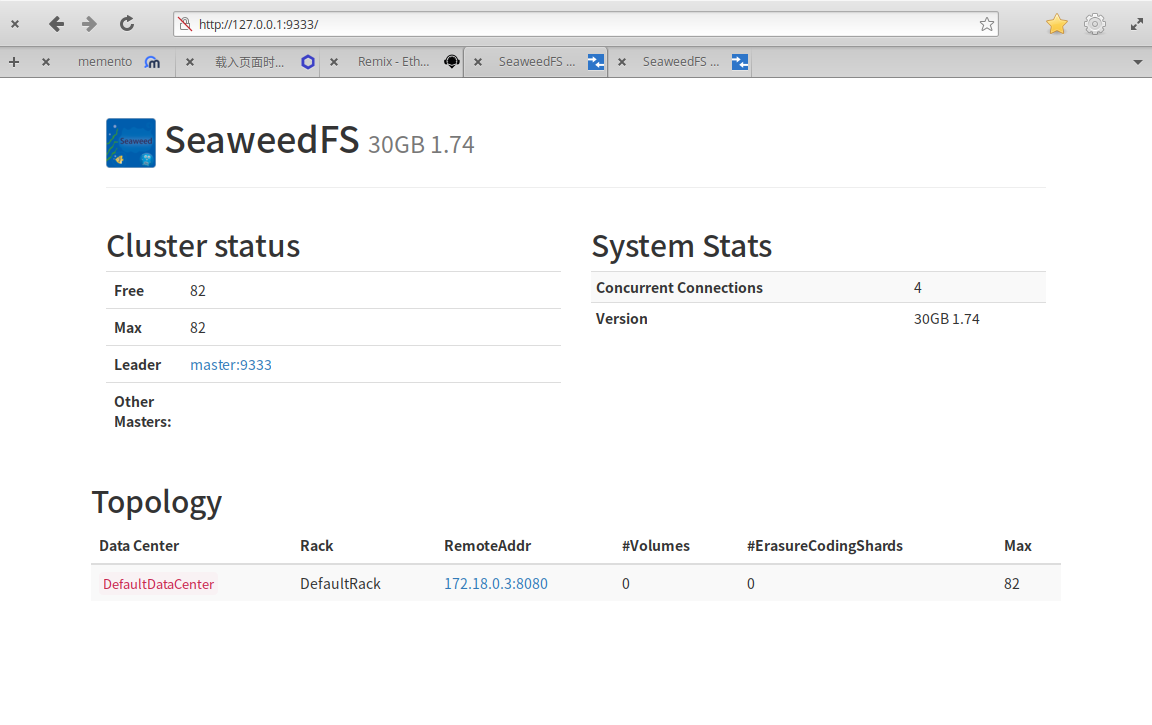 http://127.0.0.1:9333/
memento
载入页面时...
Remix - Eth...
SeaweedFS ...
SeaweedFS ...
Seaweed
SeaweedFS 30GB 1.74
Cluster status
Free 82
Max 82
Leader master:9333
Other
Masters:
System Stats
Concurrent Connections 4
Version 30GB 1.74
Topology
Data Center Rack RemoteAddr #Volumes #ErasureCodingShards Max
DefaultDataCenter DefaultRack 172.18.0.3:8080 0 0 82